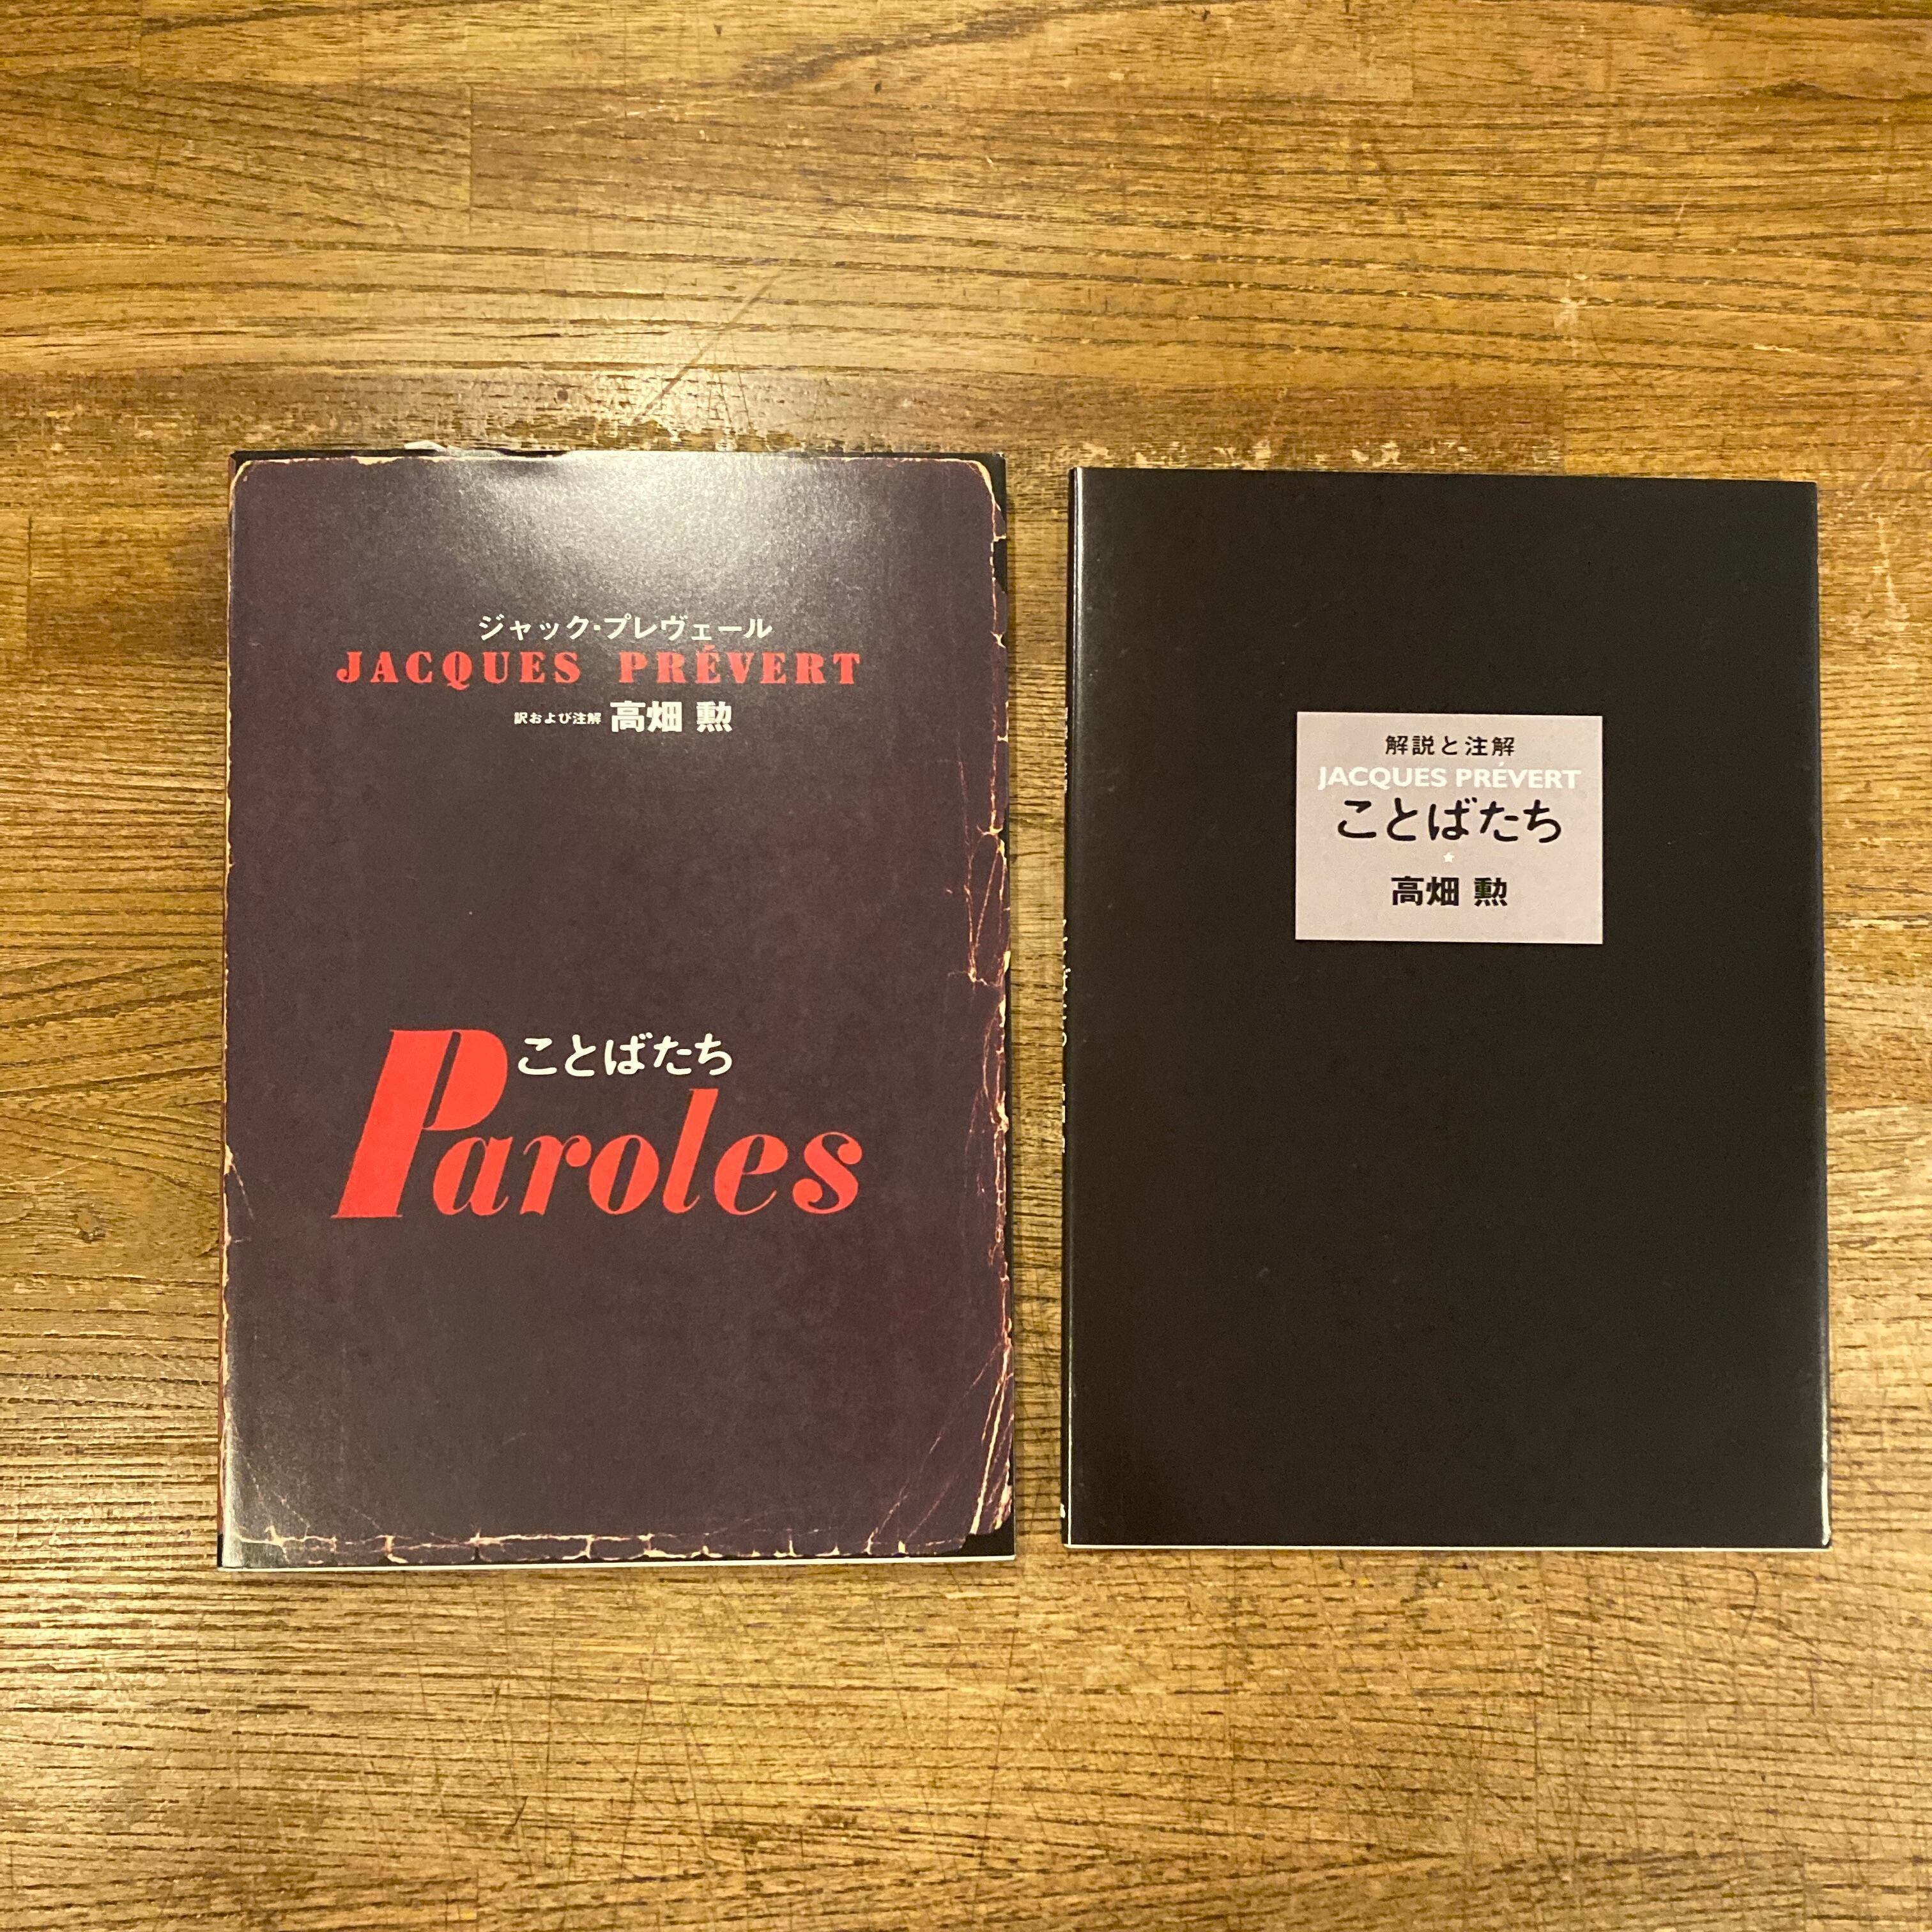 ジャック・プレヴェール
JACQUES PRÉVERT
訳および注解 高畑 勲
ことばたち
Paroles
解説と注解
JACQUES PRÉVERT
ことばたち
高畑 勲